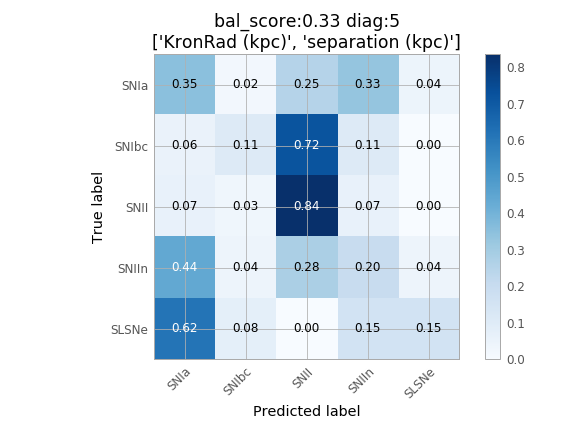 bal_score:0.33 diag:5
['KronRad (kpc)', 'separation (kpc)']
True label
SNIa 0.35 0.02 0.25 0.33 0.04
SNIbc 0.06 0.11 0.72 0.11 0.00
SNII 0.07 0.03 0.84 0.07 0.00
SNIIn 0.44 0.04 0.28 0.20 0.04
SLSNe 0.62 0.08 0.00 0.15 0.15
SNIa SNIbc SNII SNIIn SLSNe
Predicted label
0.8
0.7
0.6
0.5
0.4
0.3
0.2
0.1
0.0